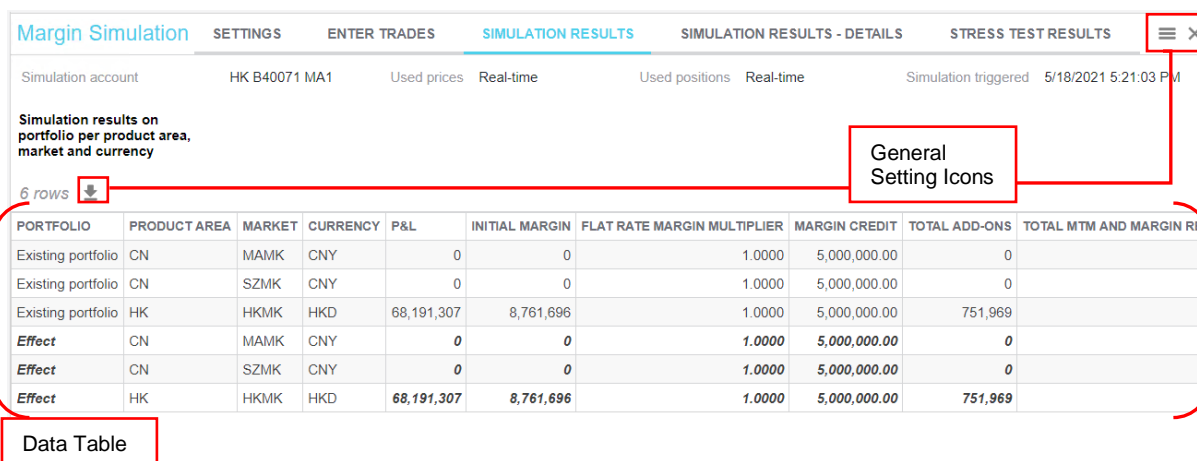 Margin Simulation SETTINGS ENTER TRADES SIMULATION RESULTS SIMULATION RESULTS - DETAILS STRESS TEST RESULTS
Simulation account HK B40071 MA1 Used prices Real-time Used positions Real-time Simulation triggered 5/18/2021 5:21:03 PM
Simulation results on
portfolio per product area,
market and currency
General
Setting Icons
6 rows
PORTFOLIO PRODUCT AREA MARKET CURRENCY P&L INITIAL MARGIN FLAT RATE MARGIN MULTIPLIER MARGIN CREDIT TOTAL ADD-ONS TOTAL MTM AND MARGIN
Existing portfolio CN MAMK CNY 0 0 1.0000 5,000,000.00 0
Existing portfolio CN SZMK CNY 0 0 1.0000 5,000,000.00 0
Existing portfolio HK HKMK HKD 68,191,307 8,761,696 1.0000 5,000,000.00 751,969
Effect CN MAMK CNY 0 0 1.0000 5,000,000.00 0
Effect CN SZMK CNY 0 0 1.0000 5,000,000.00 0
Effect HK HKMK HKD 68,191,307 8,761,696 1.0000 5,000,000.00 751,969
Data Table